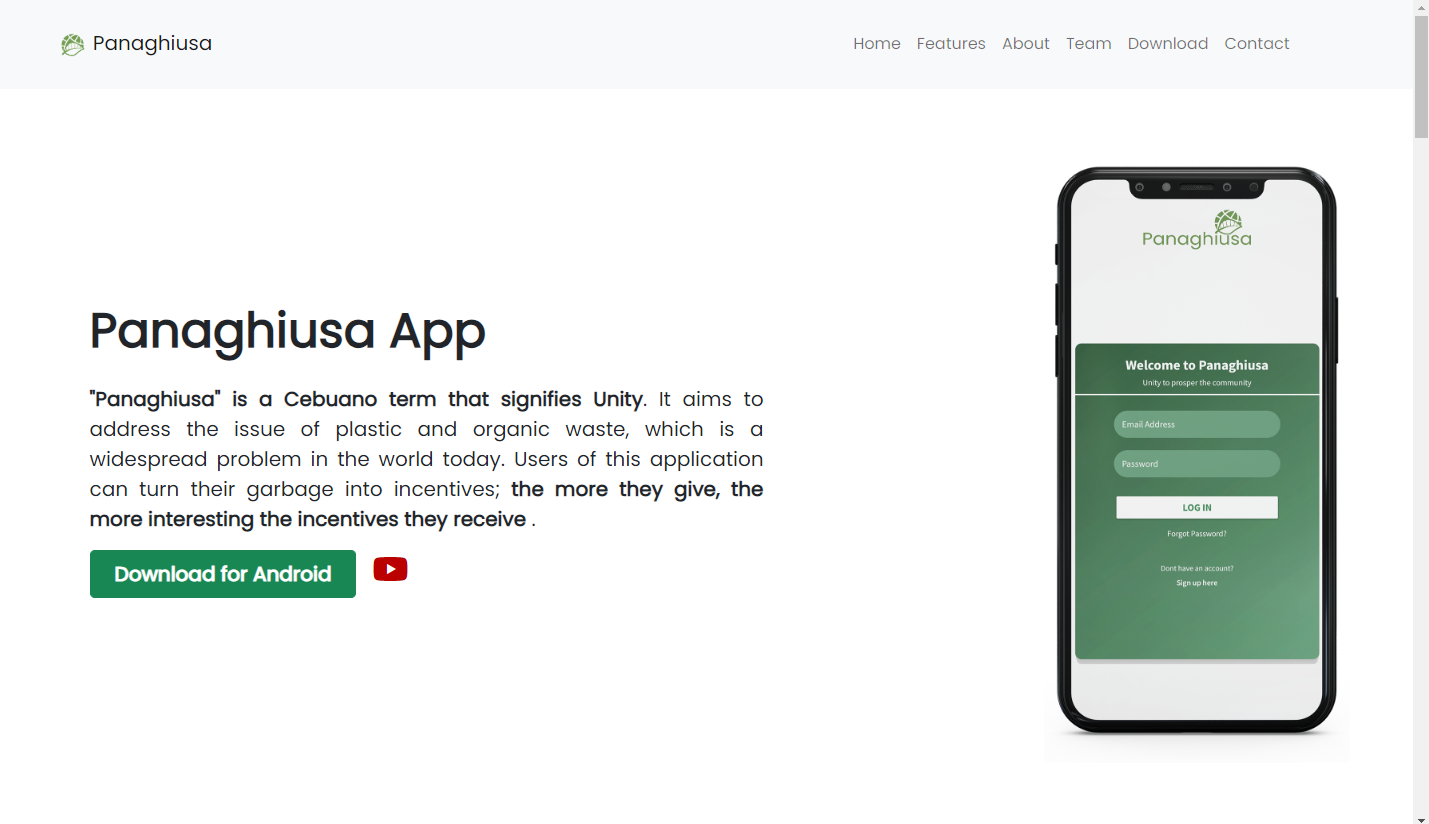 Panaghiusa
Home Features About Team Download Contact
Panaghiusa App
"Panaghiusa" is a Cebuano term that signifies Unity. It aims to
address the issue of plastic and organic waste, which is a
widespread problem in the world today. Users of this application
can turn their garbage into incentives; the more they give, the
more interesting the incentives they receive .
Download for Android
Panaghiusa
Welcome to Panaghiusa
Unity to prosper the community
Email Address
Password
LOG IN
Forgot Password?
Dont have an account?
Sign up here